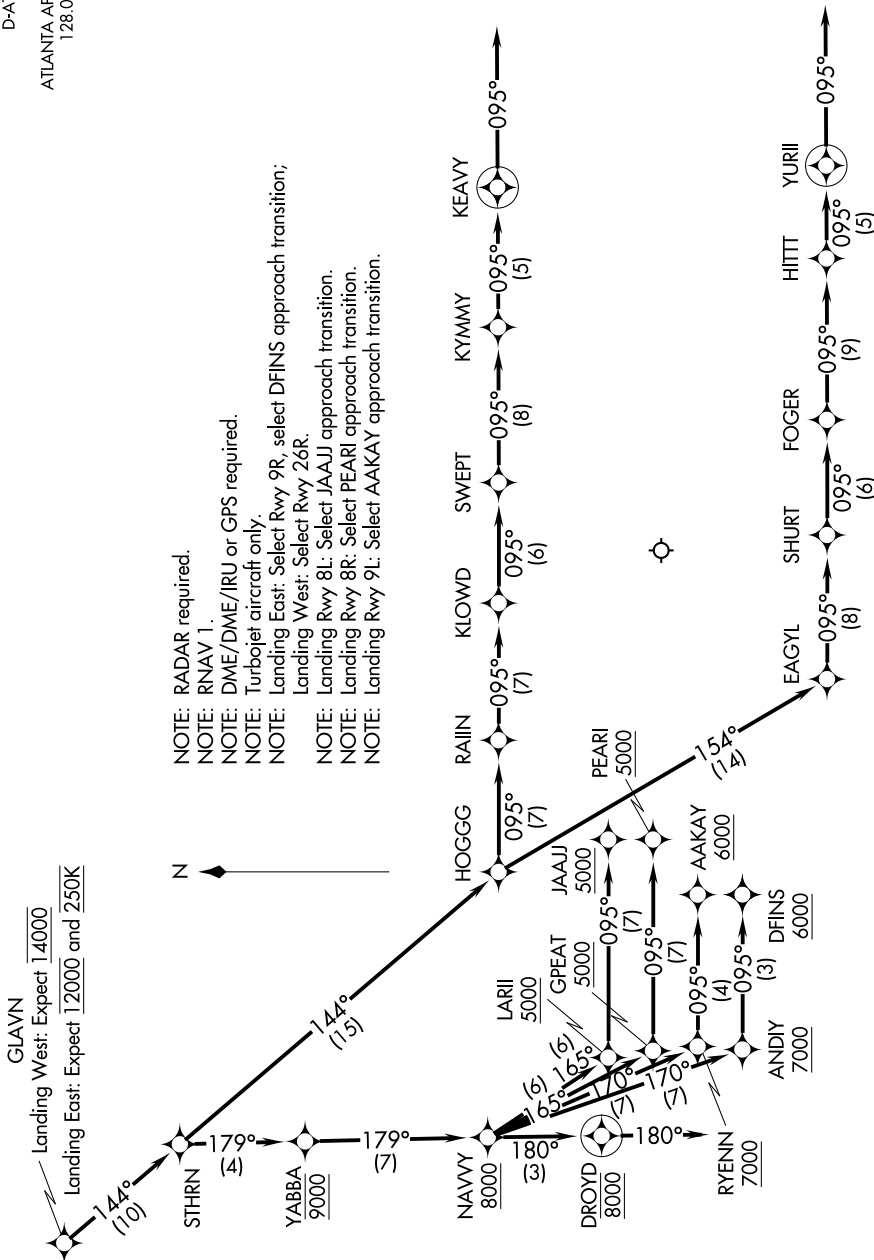 D-AT
ATLANTA AP
128.0
GLAVN
Landing West: Expect 14000
Landing East: Expect 12000 and 250K
N
NOTE: RADAR required.
NOTE: RNAV 1.
NOTE: DME/DME/IRU or GPS required.
NOTE: Turbojet aircraft only.
NOTE: Landing East: Select Rwy 9R, select DFINS approach transition;
Landing West: Select Rwy 26R.
NOTE: Landing Rwy 8L: Select JAAJJ approach transition.
NOTE: Landing Rwy 8R: Select PEARI approach transition.
NOTE: Landing Rwy 9L: Select AAKAY approach transition.
144°
(10)
STHRN
179°
(4)
YABBA
9000
179°
(7)
NAVVY
8000
180°
(3)
DROYD
8000
180°
144°
(15)
HOGGG
095°
(7)
RAIIN
095°
(7)
KLOWD
095°
(6)
SWEPT
095°
(8)
KYMMY
095°
(5)
KEAVY
095°
154°
(14)
EAGYL
095°
(8)
SHURT
095°
(6)
FOGER
095°
(9)
HITTT
095°
(5)
YURII
095°
(6)
165°
LARII
5000
095°
(7)
JAAJJ
5000
(6)
165°
GPEAT
5000
095°
(7)
PEARI
5000
170°
(7)
RYENN
7000
095°
(4)
AAKAY
6000
170°
(7)
ANDIY
7000
095°
(3)
DFINS
6000